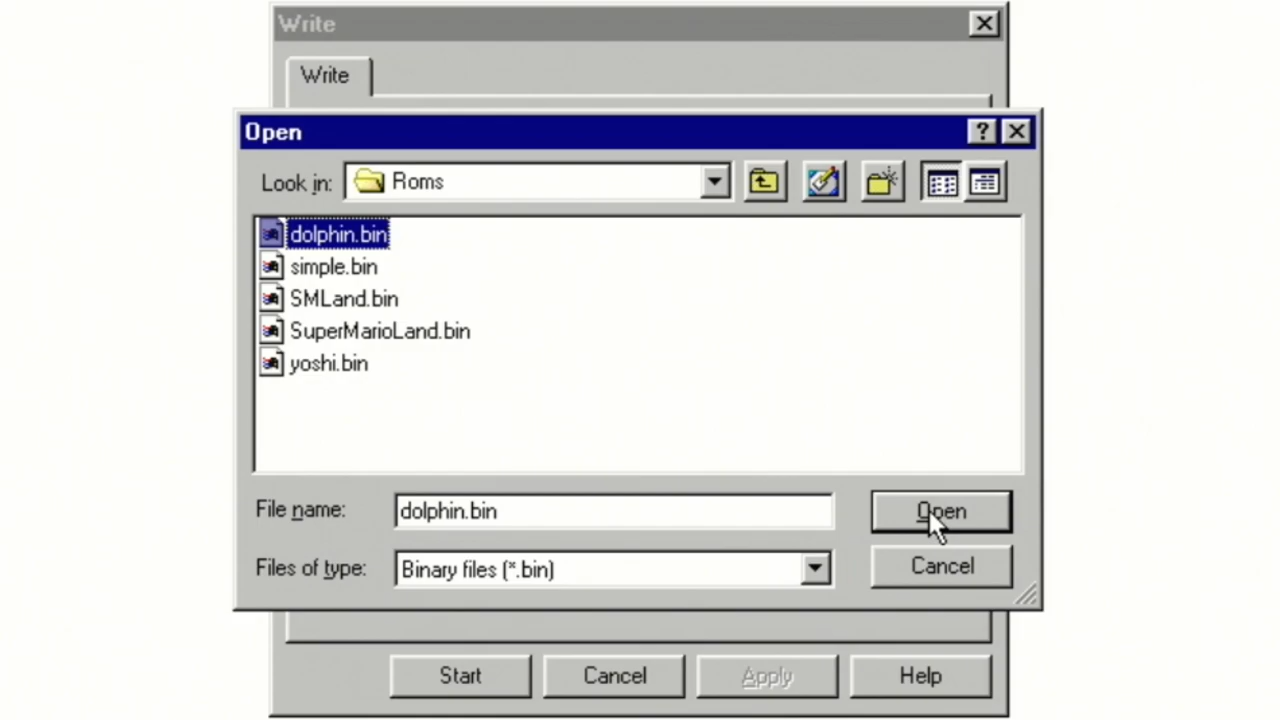 Write
Write
Open
Look in: Roms
dolphin.bin
simple.bin
SMLand.bin
SuperMarioLand.bin
yoshi.bin
File name: dolphin.bin Open
Files of type: Binary files (*.bin) Cancel
Start Cancel Apply Help